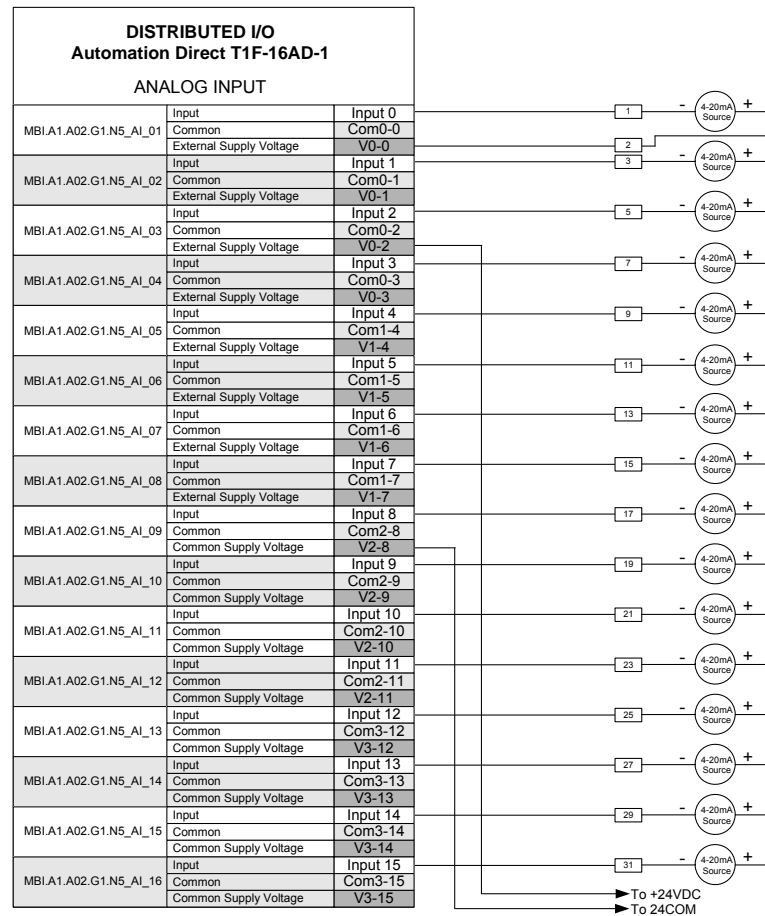 DISTRIBUTED I/O
Automation Direct T1F-16AD-1
ANALOG INPUT
MBI.A1.A02.G1.N5_AI_01
Input Input 0
Common Com0-0
External Supply Voltage V0-0
1 - 4-20mA Source +
2
MBI.A1.A02.G1.N5_AI_02
Input Input 1
Common Com0-1
External Supply Voltage V0-1
3 - 4-20mA Source +
MBI.A1.A02.G1.N5_AI_03
Input Input 2
Common Com0-2
External Supply Voltage V0-2
5 - 4-20mA Source +
MBI.A1.A02.G1.N5_AI_04
Input Input 3
Common Com0-3
External Supply Voltage V0-3
7 - 4-20mA Source +
MBI.A1.A02.G1.N5_AI_05
Input Input 4
Common Com1-4
External Supply Voltage V1-4
9 - 4-20mA Source +
MBI.A1.A02.G1.N5_AI_06
Input Input 5
Common Com1-5
External Supply Voltage V1-5
11 - 4-20mA Source +
MBI.A1.A02.G1.N5_AI_07
Input Input 6
Common Com1-6
External Supply Voltage V1-6
13 - 4-20mA Source +
MBI.A1.A02.G1.N5_AI_08
Input Input 7
Common Com1-7
External Supply Voltage V1-7
15 - 4-20mA Source +
MBI.A1.A02.G1.N5_AI_09
Input Input 8
Common Com2-8
Common Supply Voltage V2-8
17 - 4-20mA Source +
MBI.A1.A02.G1.N5_AI_10
Input Input 9
Common Com2-9
Common Supply Voltage V2-9
19 - 4-20mA Source +
MBI.A1.A02.G1.N5_AI_11
Input Input 10
Common Com2-10
Common Supply Voltage V2-10
21 - 4-20mA Source +
MBI.A1.A02.G1.N5_AI_12
Input Input 11
Common Com2-11
Common Supply Voltage V2-11
23 - 4-20mA Source +
MBI.A1.A02.G1.N5_AI_13
Input Input 12
Common Com3-12
Common Supply Voltage V3-12
25 - 4-20mA Source +
MBI.A1.A02.G1.N5_AI_14
Input Input 13
Common Com3-13
Common Supply Voltage V3-13
27 - 4-20mA Source +
MBI.A1.A02.G1.N5_AI_15
Input Input 14
Common Com3-14
Common Supply Voltage V3-14
29 - 4-20mA Source +
MBI.A1.A02.G1.N5_AI_16
Input Input 15
Common Com3-15
Common Supply Voltage V3-15
31 - 4-20mA Source +
To +24VDC
To 24COM